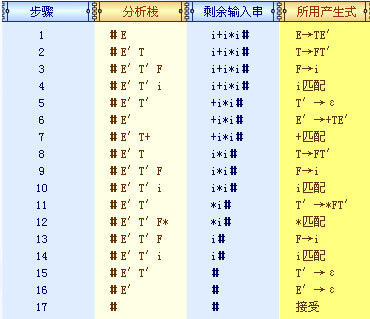 步骤 分析栈 剩余输入串 所用产生式
1 #E i+i*i# E→TE′
2 #E′T i+i*i# T→FT′
3 #E′T′F i+i*i# F→i
4 #E′T′i i+i*i# i匹配
5 #E′T′ +i*i# T′→ε
6 #E′ +i*i# E′→+TE′
7 #E′T+ +i*i# +匹配
8 #E′T i*i# T→FT′
9 #E′T′F i*i# F→i
10 #E′T′i i*i# i匹配
11 #E′T′ *i# T′→*FT′
12 #E′T′F* *i# *匹配
13 #E′T′F i# F→i
14 #E′T′i i# i匹配
15 #E′T′ # T′→ε
16 #E′ # E′→ε
17 # # 接受